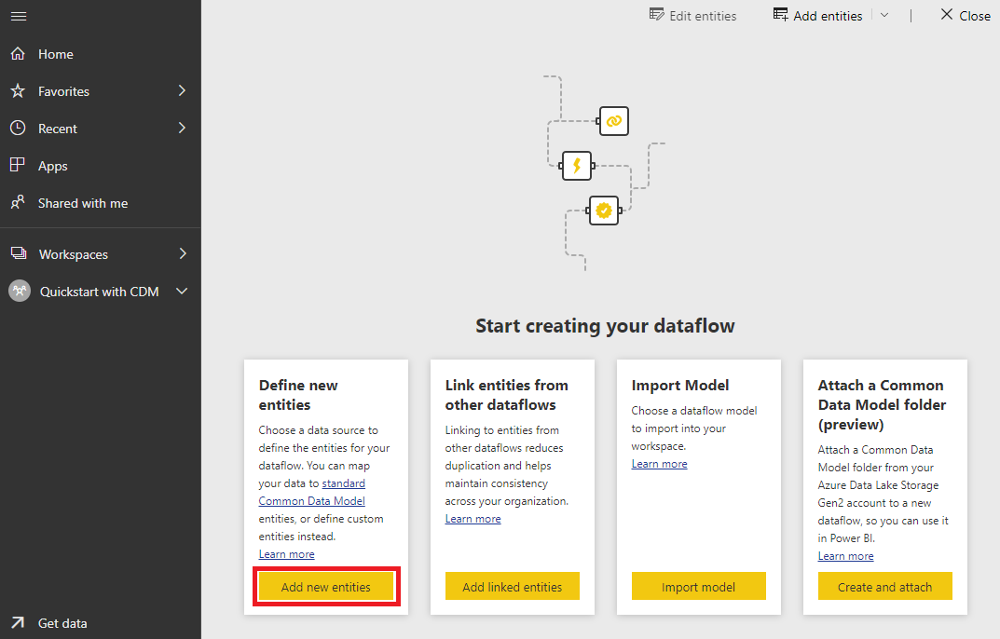 Edit entities
Add entities
Close
Home
Favorites
Recent
Apps
Shared with me
Workspaces
Quickstart with CDM
Get data
Start creating your dataflow
Define new
entities
Choose a data source to
define the entities for your
dataflow. You can map
your data to standard
Common Data Model
entities, or define custom
entities instead.
Learn more
Add new entities
Link entities from
other dataflows
Linking to entities from
other dataflows reduces
duplication and helps
maintain consistency
across your organization.
Learn more
Add linked entities
Import Model
Choose a dataflow model
to import into your
workspace.
Learn more
Import model
Attach a Common
Data Model folder
(preview)
Attach a Common Data
Model folder from your
Azure Data Lake Storage
Gen2 account to a new
dataflow, so you can use it
in Power BI.
Learn more
Create and attach